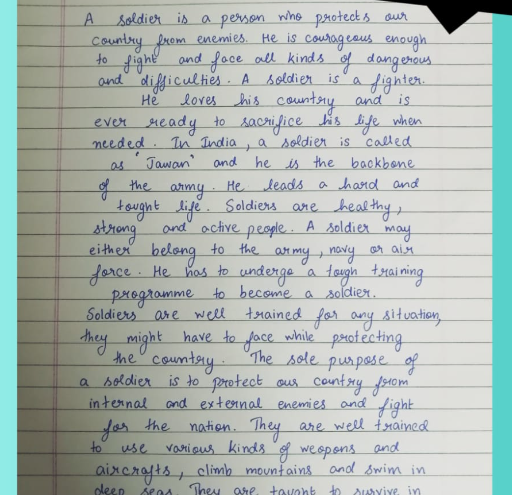 A soldier is a person who protects our
country from enemies. He is courageous enough
to fight and face all kinds of dangerous
and difficulties. A soldier is a fighter.
He loves his country and is
ever ready to sacrifice his life when
needed. In India, a soldier is called
as 'Jawan' and he is the backbone
of the army. He leads a hard and
tought life. Soldiers are healthy,
strong and active people. A soldier may
either belong to the army, navy or air
force. He has to undergo a tough training
programme to become a soldier.
Soldiers are well trained for any situation,
they might have to face while protecting
the country. The sole purpose of
a soldier is to protect our country from
internal and external enemies and fight
for the nation. They are well trained
to use various kinds of weapons and
aircrafts, climb mountains and swim in
deep seas. They are taught to survive in